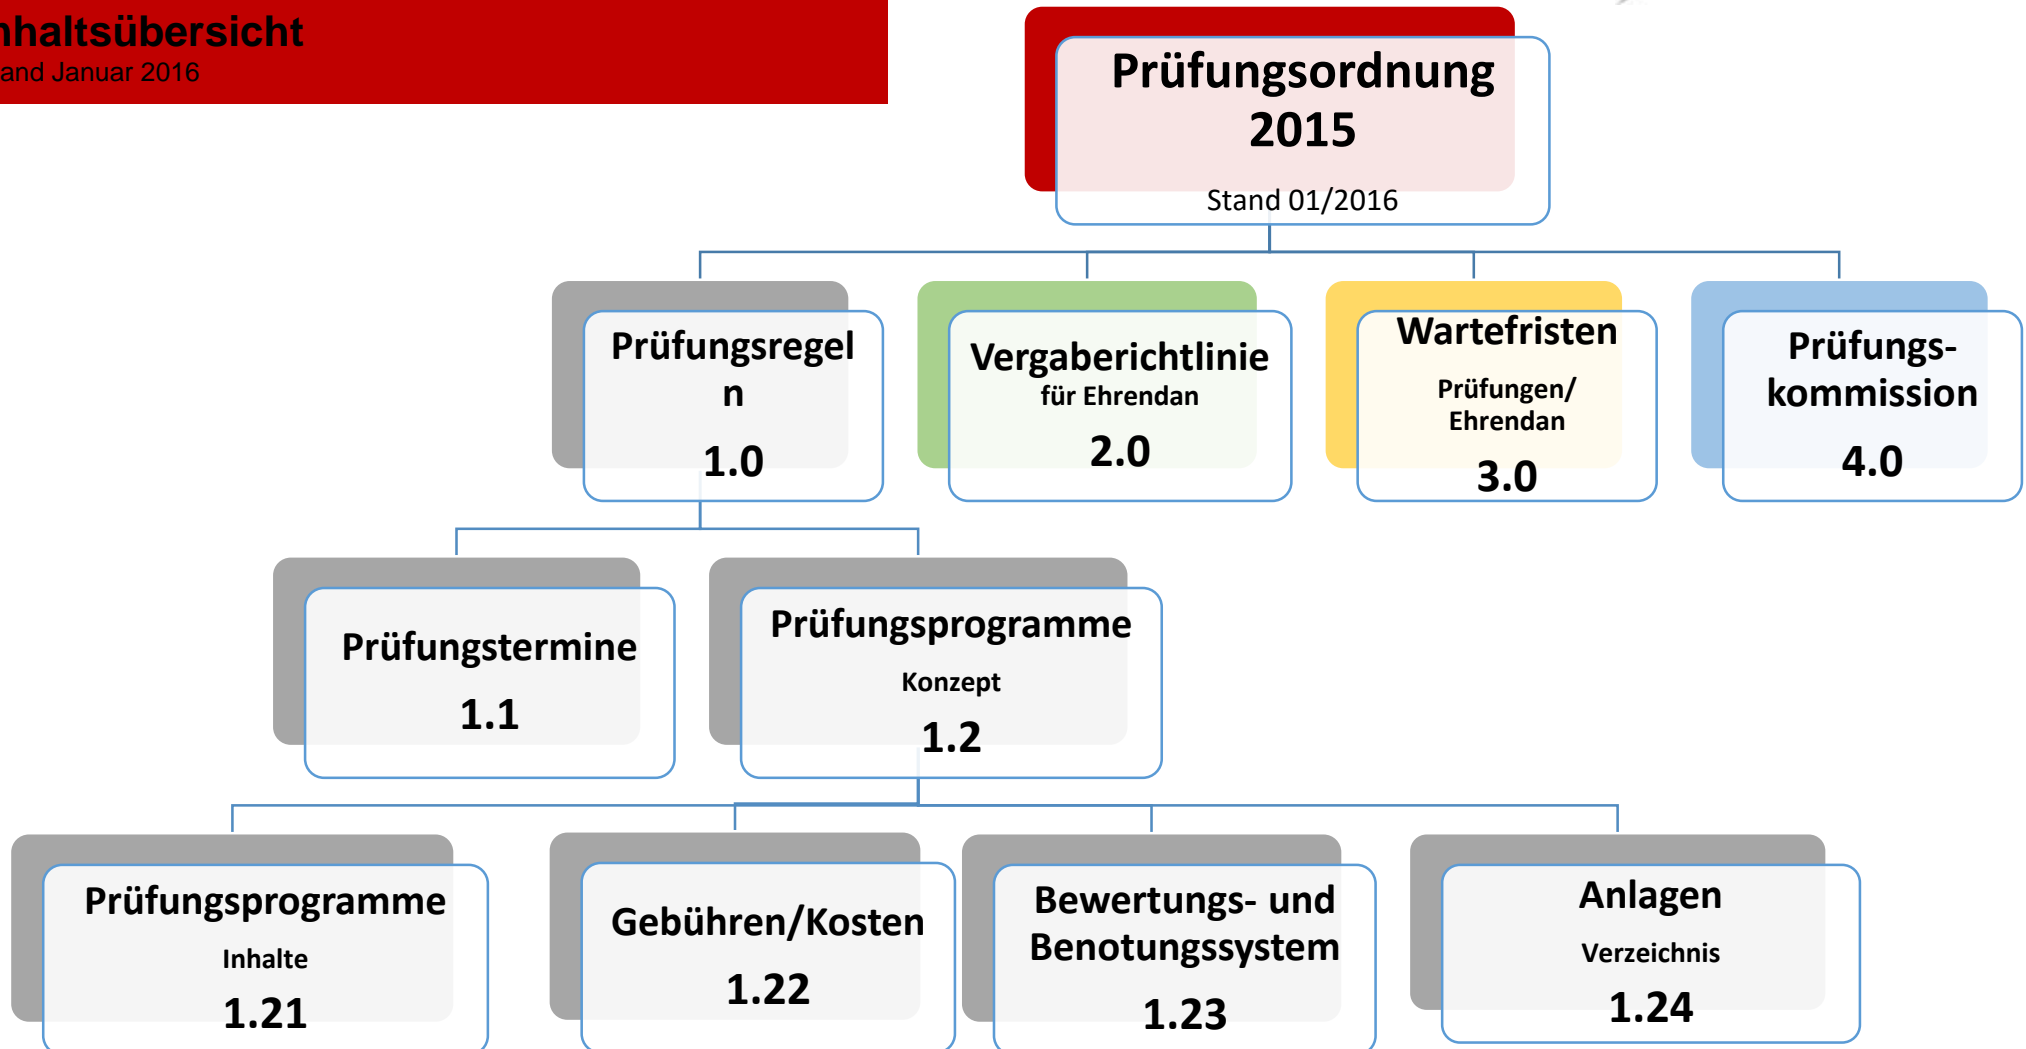 nhaltsübersicht
and Januar 2016
Prüfungsordnung
2015
Stand 01/2016
Prüfungsregel
n
1.0
Vergaberichtlinie
für Ehrendan
2.0
Wartefristen
Prüfungen/
Ehrendan
3.0
Prüfungs-
kommission
4.0
Prüfungstermine
1.1
Prüfungsprogramme
Konzept
1.2
Prüfungsprogramme
Inhalte
1.21
Gebühren/Kosten
1.22
Bewertungs- und
Benotungssystem
1.23
Anlagen
Verzeichnis
1.24